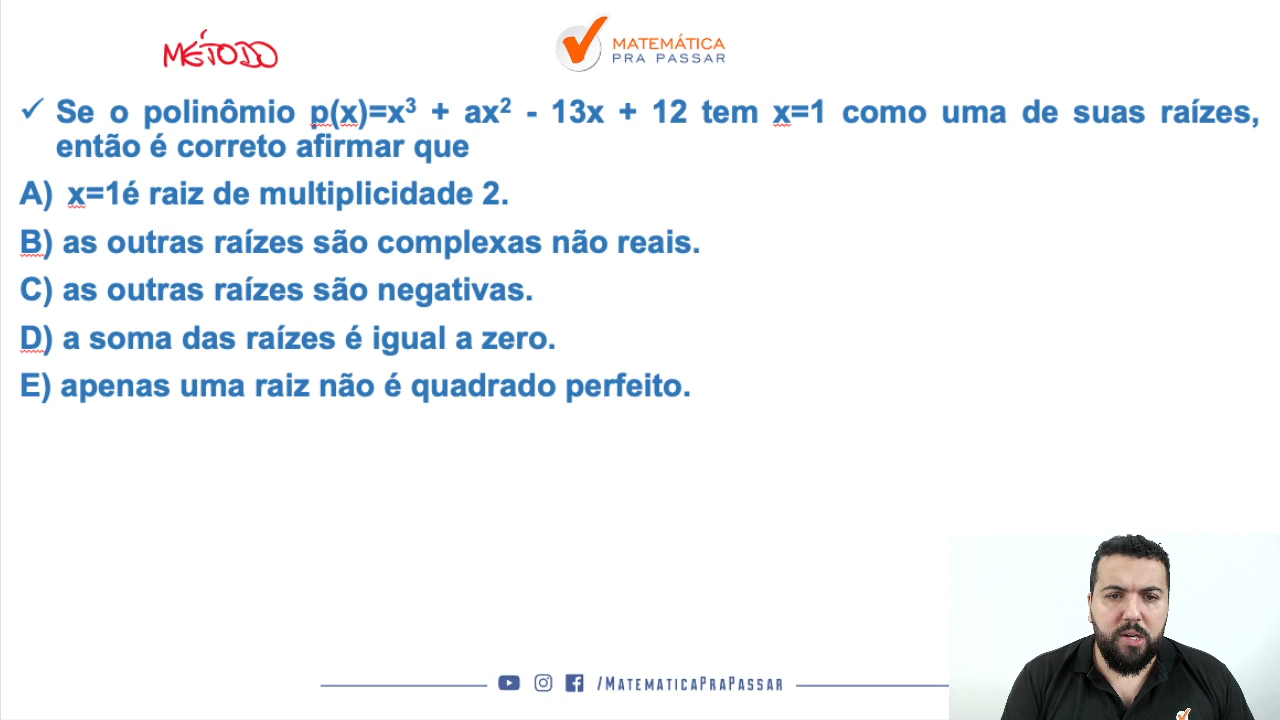 MÉTODO
MATEMÁTICA
PRA PASSAR
✓ Se o polinômio p(x)=x³ + ax² - 13x + 12 tem x=1 como uma de suas raízes,
então é correto afirmar que
A) x=1é raiz de multiplicidade 2.
B) as outras raízes são complexas não reais.
C) as outras raízes são negativas.
D) a soma das raízes é igual a zero.
E) apenas uma raiz não é quadrado perfeito.
/MATEMATICAPRAPASSAR